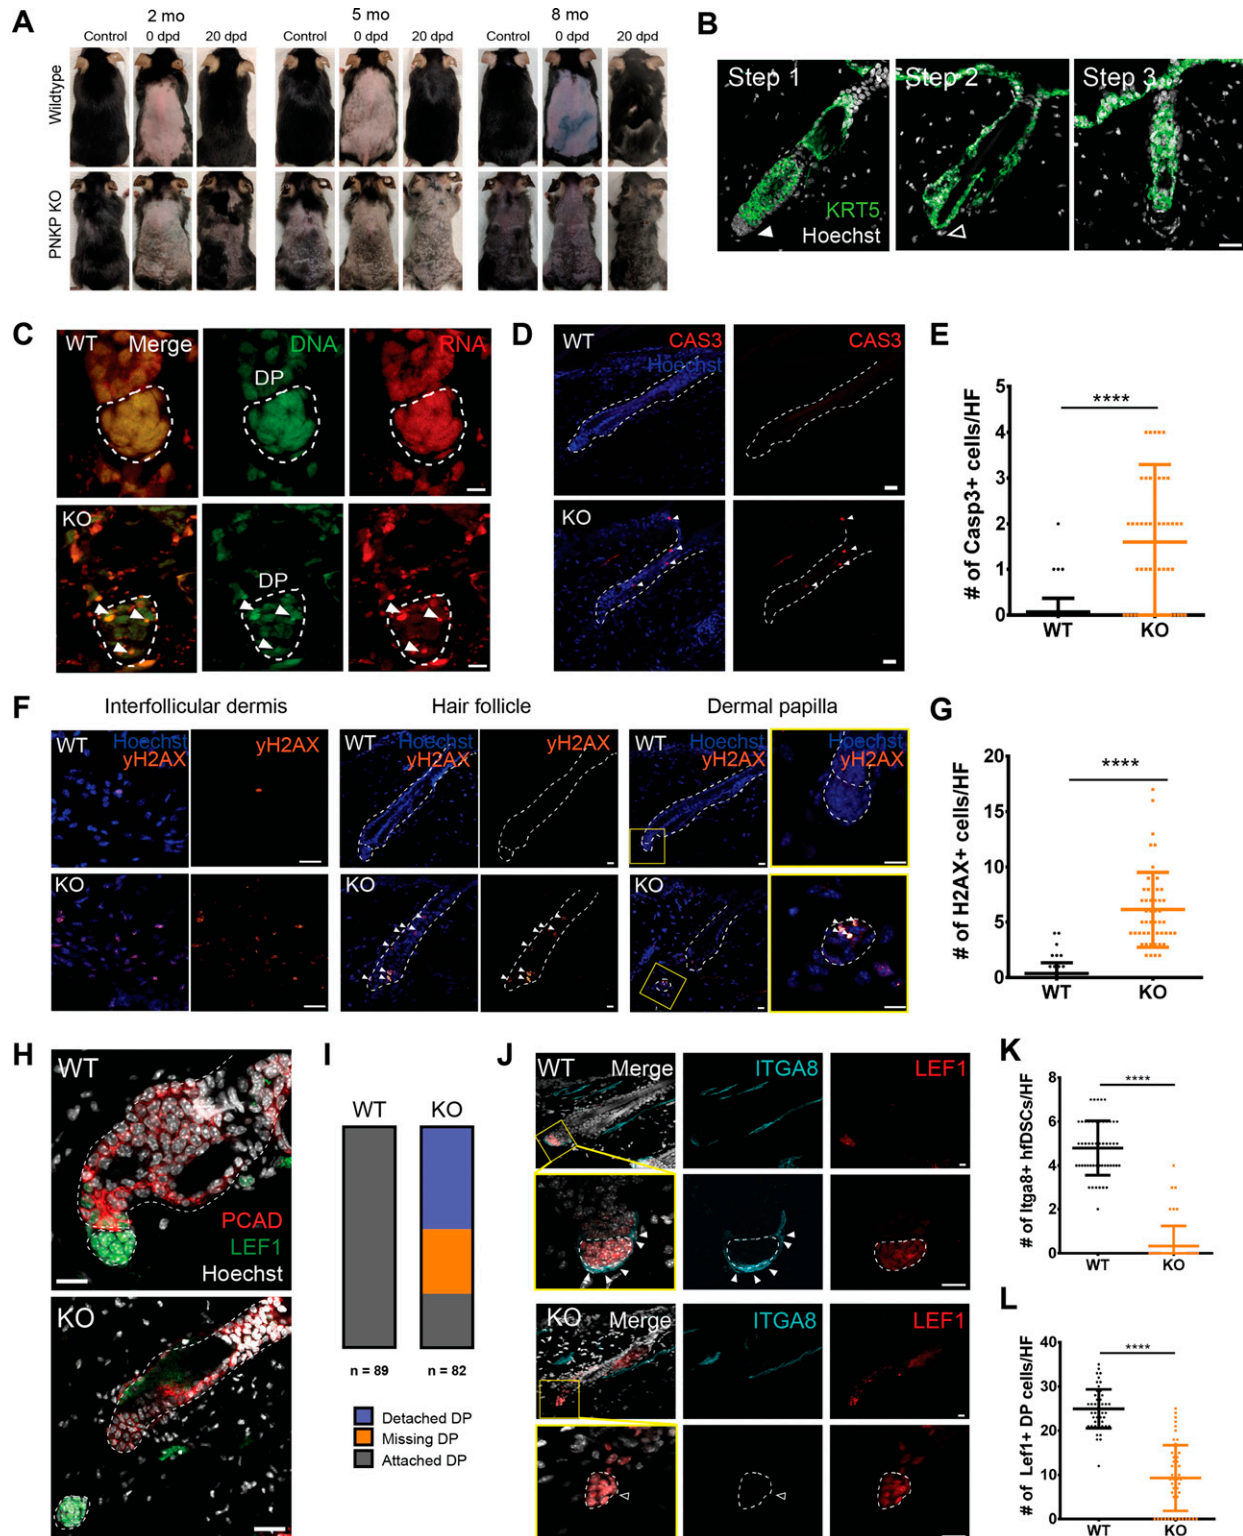 A
2 mo
5 mo
8 mo
Control 0 dpd 20 dpd
Control 0 dpd 20 dpd
Control 0 dpd 20 dpd
Wildtype
PNKP KO
B
Step 1
Step 2
Step 3
KRT5
Hoechst
C
WT Merge
DNA
RNA
DP
KO
DP
D
WT
CAS3
Hoechst
CAS3
KO
E
# of Casp3+ cells/HF
5
4
3
2
1
0
****
WT KO
F
Interfollicular dermis
Hair follicle
Dermal papilla
WT Hoechst
yH2AX
yH2AX
WT Hoechst
yH2AX
yH2AX
WT Hoechst
yH2AX
Hoechst
yH2AX
KO
KO
KO
G
# of H2AX+ cells/HF
20
15
10
5
0
****
WT KO
H
WT
PCAD
LEF1
Hoechst
KO
I
WT KO
n = 89 n = 82
Detached DP
Missing DP
Attached DP
J
WT Merge
ITGA8
LEF1
KO Merge
ITGA8
LEF1
K
# of Itga8+ hfDSCs/HF
8
6
4
2
0
****
WT KO
L
# of Lef1+ DP cells/HF
40
30
20
10
0
****
WT KO